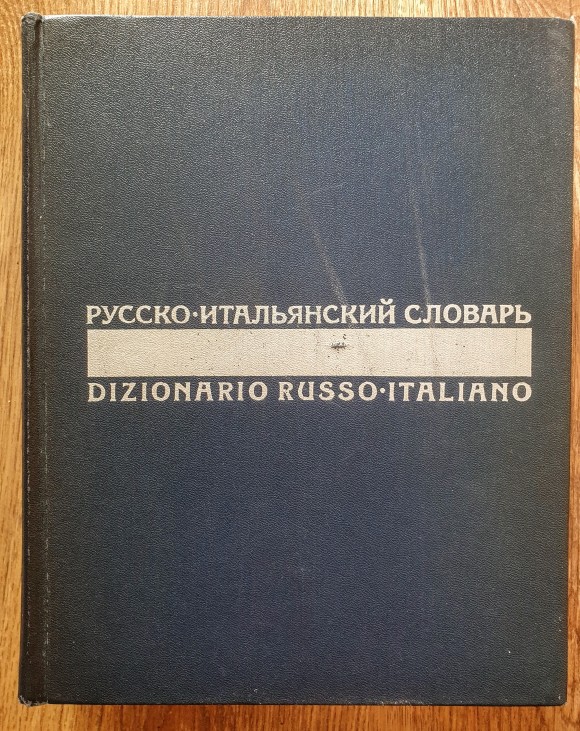 РУССКО·ИТАЛЬЯНСКИЙ СЛОВАРЬ
DIZIONARIO RUSSO·ITALIANO